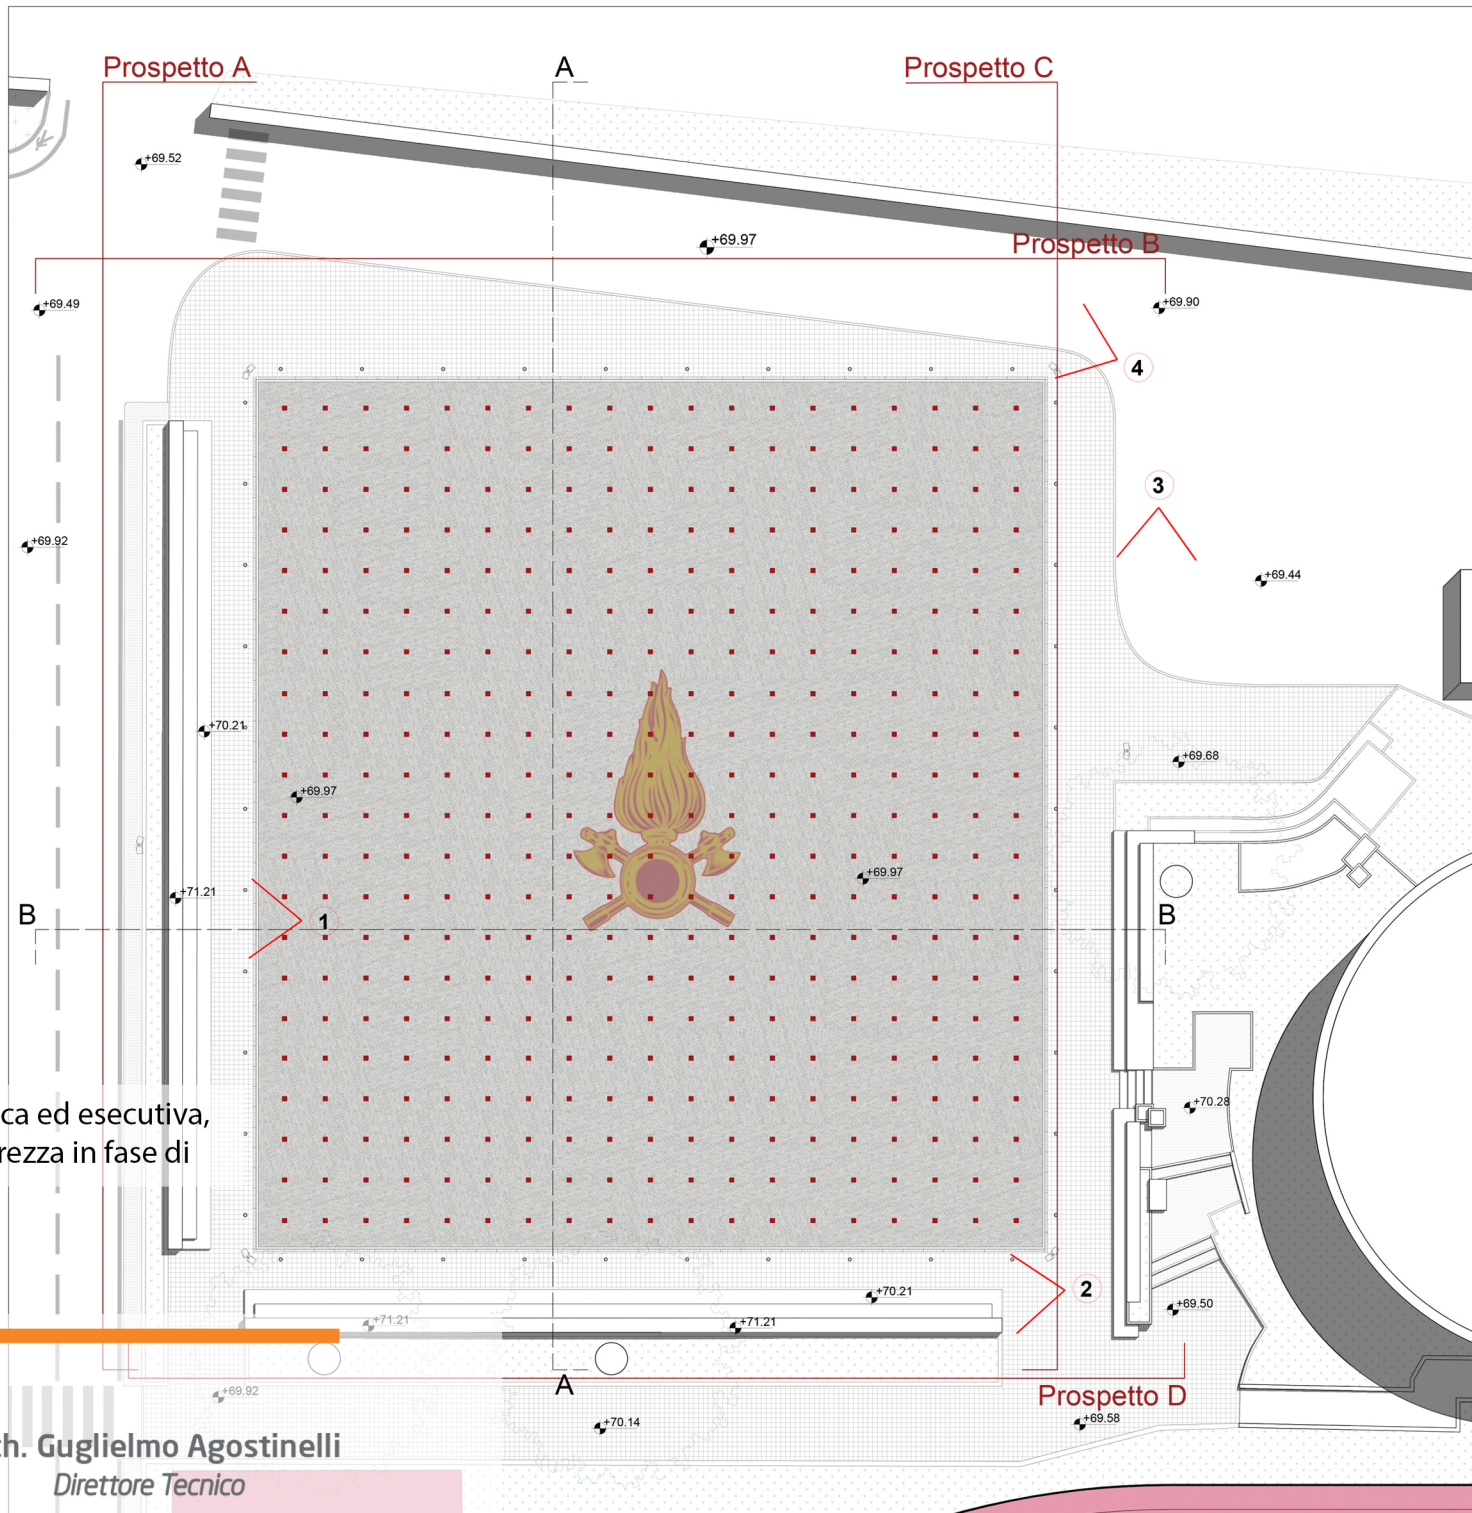 Prospetto A
A
Prospetto C
+69.52
+69.97
Prospetto B
+69.49
+69.90
4
3
+69.92
+69.44
+70.21
+69.68
+69.97
+69.97
+71.21
B
1
B
+70.28
ca ed esecutiva,
rezza in fase di
2
+70.21
+69.50
+71.21
+71.21
A
Prospetto D
+69.92
+70.14
+69.58
h. Guglielmo Agostinelli
Direttore Tecnico